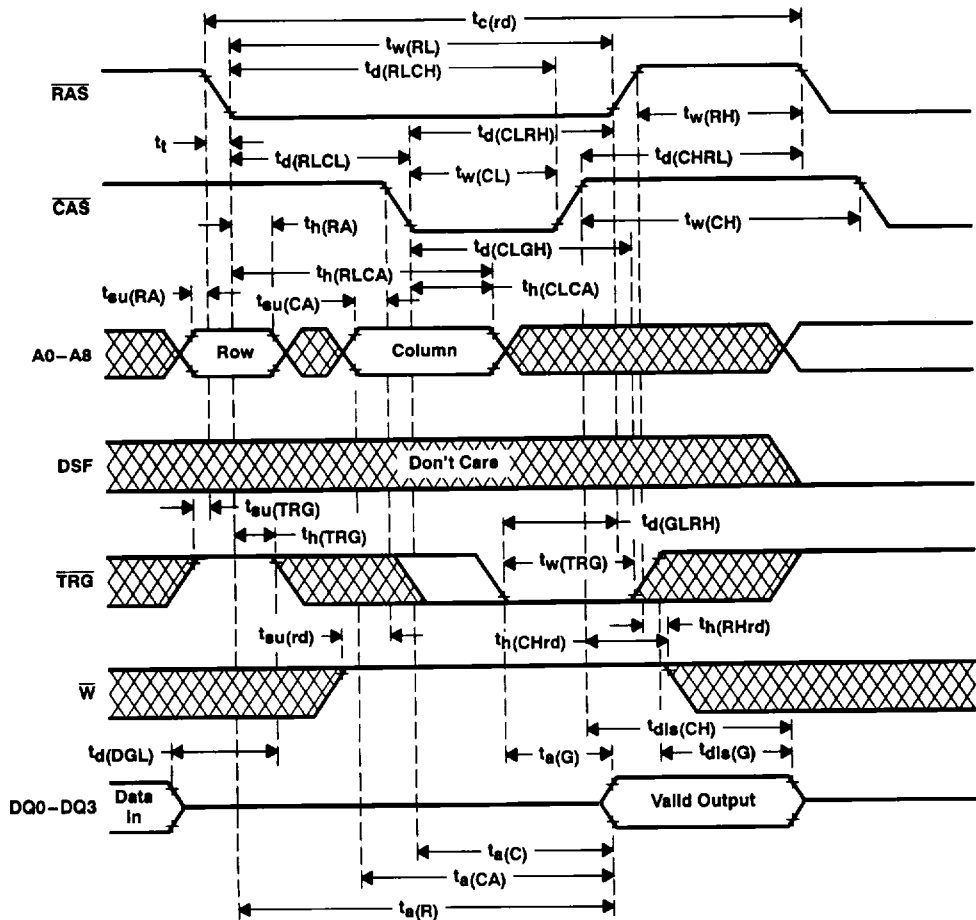 tc(rd)
tw(RL)
td(RLCH)
RAS
td(CLRH)
tw(RH)
tt
td(RLCL)
td(CHRL)
tw(CL)
CAS
th(RA)
tw(CH)
td(CLGH)
th(RLCA)
tsu(RA)
tsu(CA)
th(CLCA)
A0–A8
Row
Column
DSF
Don't Care
tsu(TRG)
td(GLRH)
th(TRG)
tw(TRG)
TRG
tsu(rd)
th(CHrd)
th(RHrd)
W
tdis(CH)
td(DGL)
ta(G)
tdis(G)
DQ0–DQ3
Data
In
Valid Output
ta(C)
ta(CA)
ta(R)